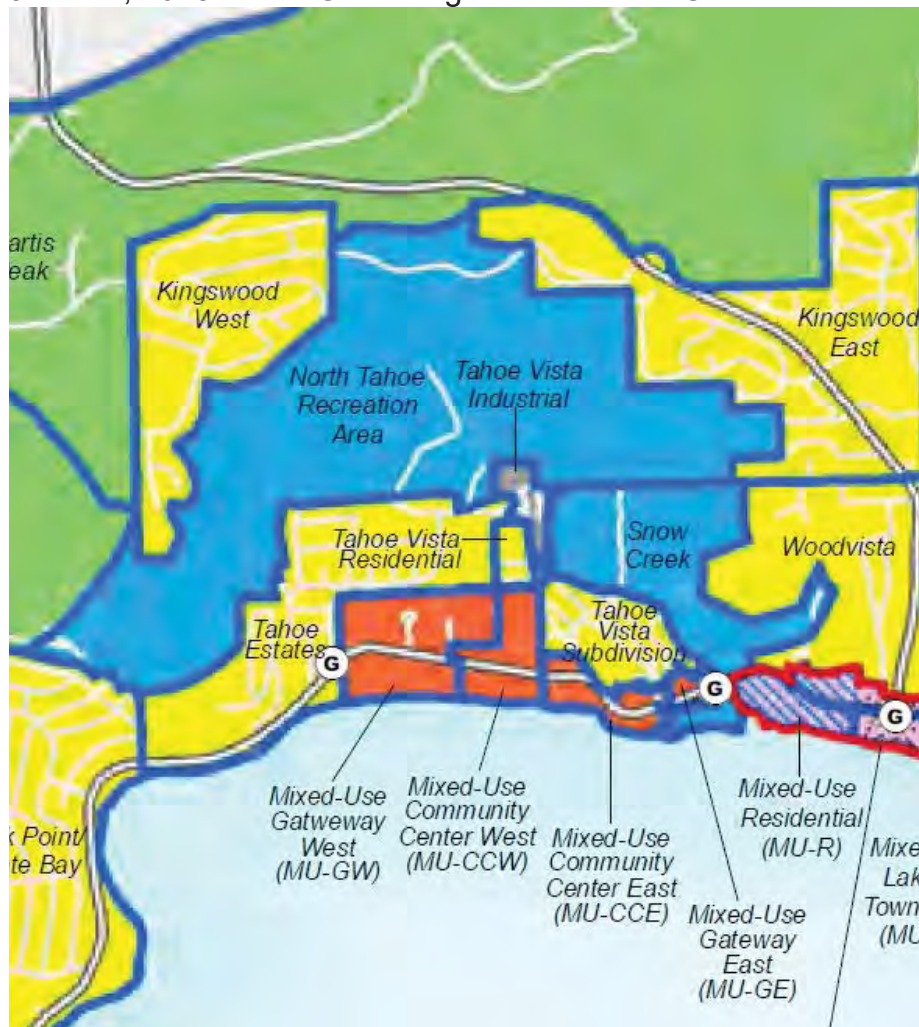 artis
eak
Kingswood
West
Kingswood
East
North Tahoe
Recreation
Area
Tahoe Vista
Industrial
Tahoe Vista
Residential
Snow
Creek
Woodvista
Tahoe
Estates
Tahoe
Vista
Subdivision
G
G
G
k Point/
te Bay
Mixed-Use
Gatweway
West
(MU-GW)
Mixed-Use
Community
Center West
(MU-CCW)
Mixed-Use
Community
Center East
(MU-CCE)
Mixed-Use
Gateway
East
(MU-GE)
Mixed-Use
Residential
(MU-R)
Mixe
Lak
Town
(MU